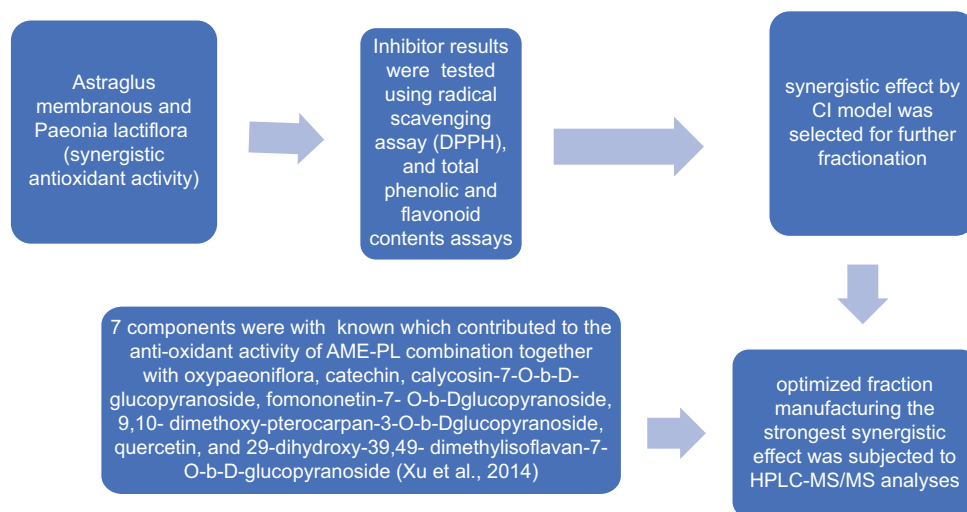 Astraglus
membranous and
Paeonia lactiflora
(synergistic
antioxidant activity)
Inhibitor results
were tested
using radical
scavenging
assay (DPPH),
and total
phenolic and
flavonoid
contents assays
synergistic effect by
CI model was
selected for further
fractionation
7 components were with known which contributed to the
anti-oxidant activity of AME-PL combination together
with oxypaeoniflora, catechin, calycosin-7-O-b-D-
glucopyranoside, fomononetin-7- O-b-Dglucopyranoside,
9,10- dimethoxy-pterocarpan-3-O-b-Dglucopyranoside,
quercetin, and 29-dihydroxy-39,49- dimethylisoflavan-7-
O-b-D-glucopyranoside (Xu et al., 2014)
optimized fraction
manufacturing the
strongest synergistic
effect was subjected to
HPLC-MS/MS analyses